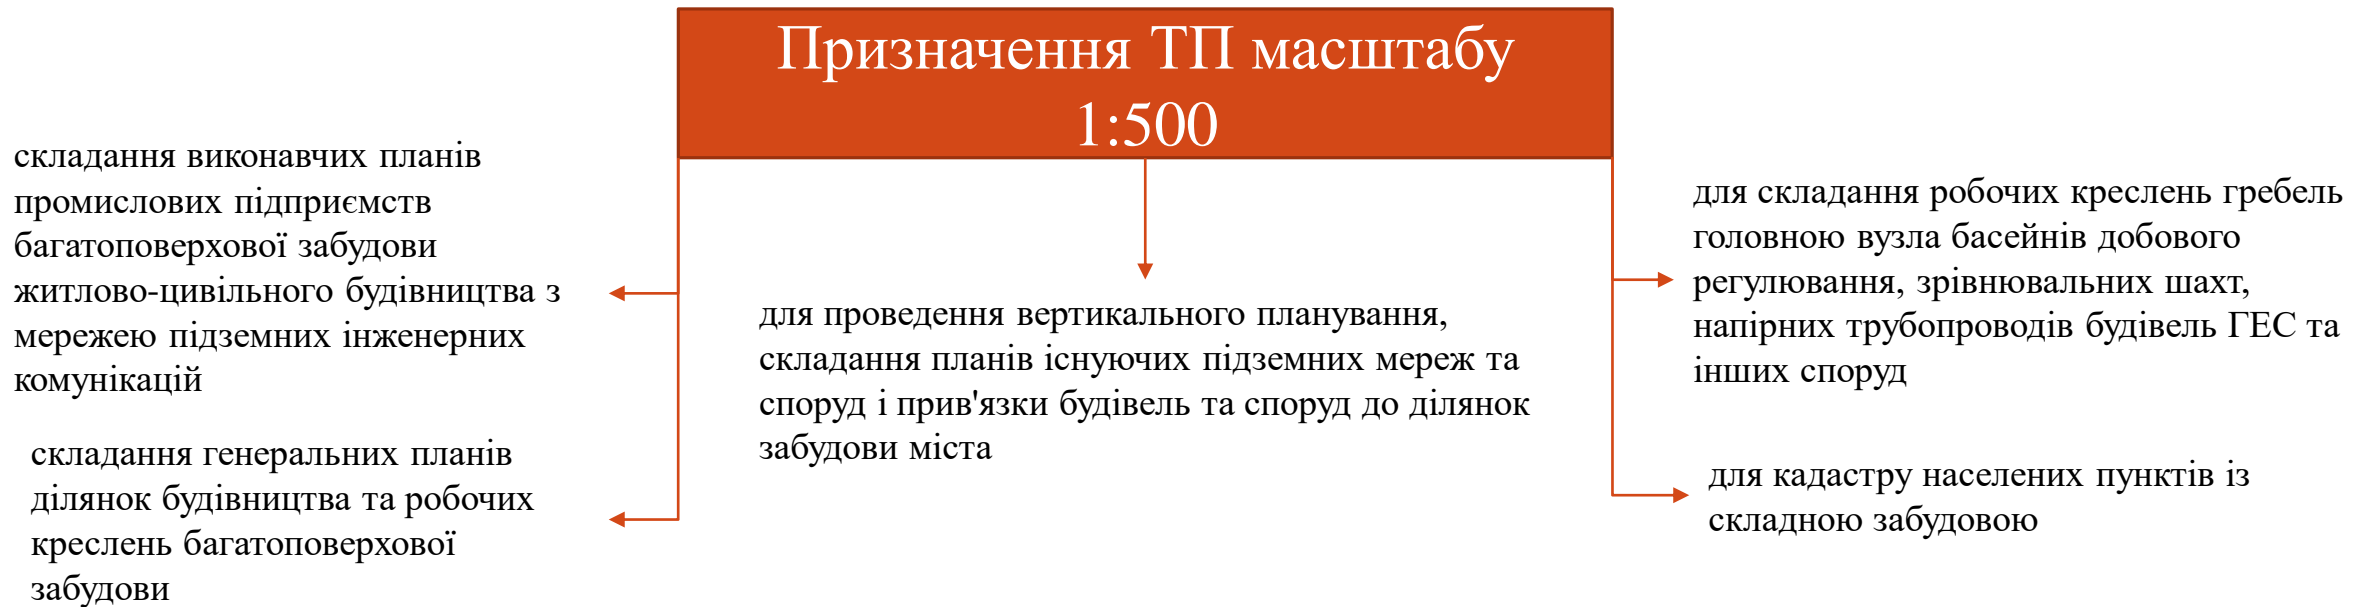 Призначення ТП масштабу
1:500
складання виконавчих планів
промислових підприємств
багатоповерхової забудови
житлово-цивільного будівництва з
мережею підземних інженерних
комунікацій
складання генеральних планів
ділянок будівництва та робочих
креслень багатоповерхової
забудови
для проведення вертикального планування,
складання планів існуючих підземних мереж та
споруд і прив'язки будівель та споруд до ділянок
забудови міста
для складання робочих креслень гребель
головною вузла басейнів добового
регулювання, зрівнювальних шахт,
напірних трубопроводів будівель ГЕС та
інших споруд
для кадастру населених пунктів із
складною забудовою